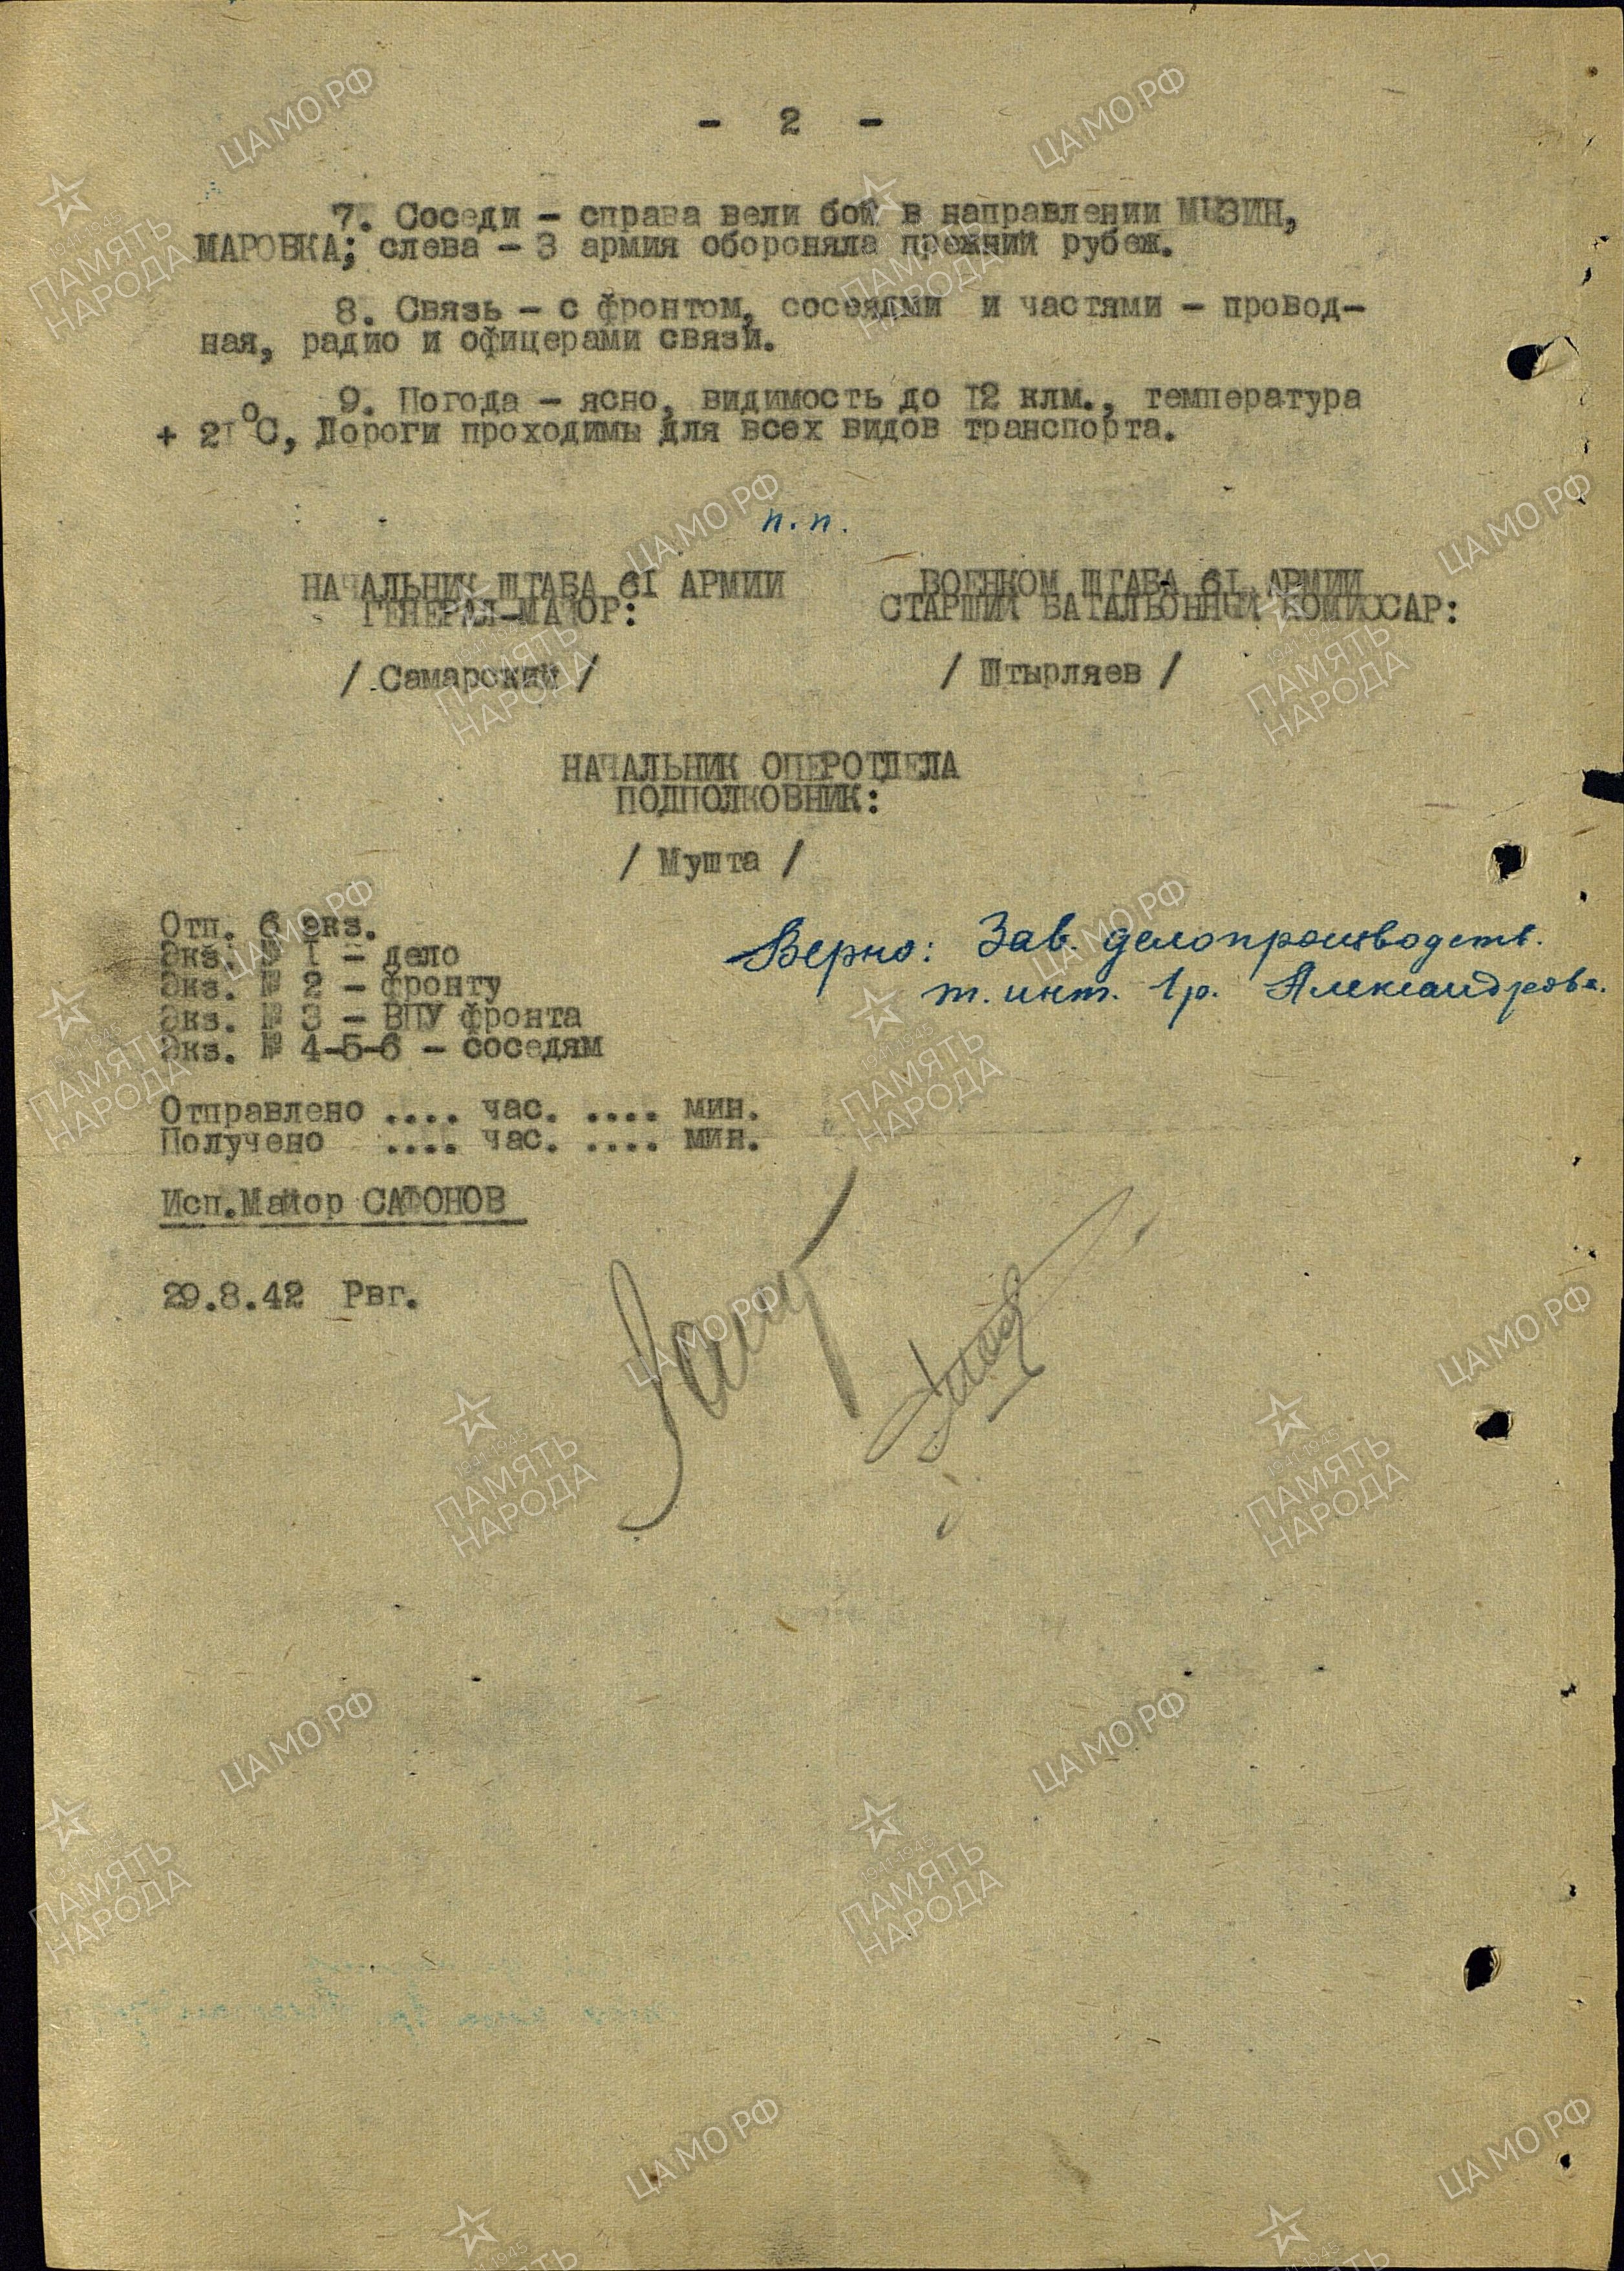 - 2 -
7. Соседи - справа вели бой в направлении МЫЗИН,
МАРОВКА; слева - 3 армия обороняла прежний рубеж.
8. Связь - с фронтом, соседями и частями - провод-
ная, радио и офицерами связи.
9. Погода - ясно, видимость до 12 клм., температура
+ 21°С, Дороги проходимы для всех видов транспорта.
п.п.
НАЧАЛЬНИК ШТАБА 61 АРМИИ
ГЕНЕРАЛ-МАЙОР:
/ Самарский /
ВОЕНКОМ ШТАБА 61 АРМИИ
СТАРШИЙ БАТАЛЬОННЫЙ КОМИССАР:
/ Штырляев /
НАЧАЛЬНИК ОПЕРОТДЕЛА
ПОДПОЛКОВНИК:
/ Мушта /
Отп. 6 экз.
Экз. № 1 - дело
Экз. № 2 - фронту
Экз. № 3 - ВПУ фронта
Экз. № 4-5-6 - соседям
Верно: Зав. делопроизводств.
т. инт. 1 р. Александрова.
Отправлено .... час. .... мин.
Получено .... час. .... мин.
Исп.Майор САФОНОВ
29.8.42 Рвг.
ЦАМО.РФ
ПАМЯТЬ
НАРОДА